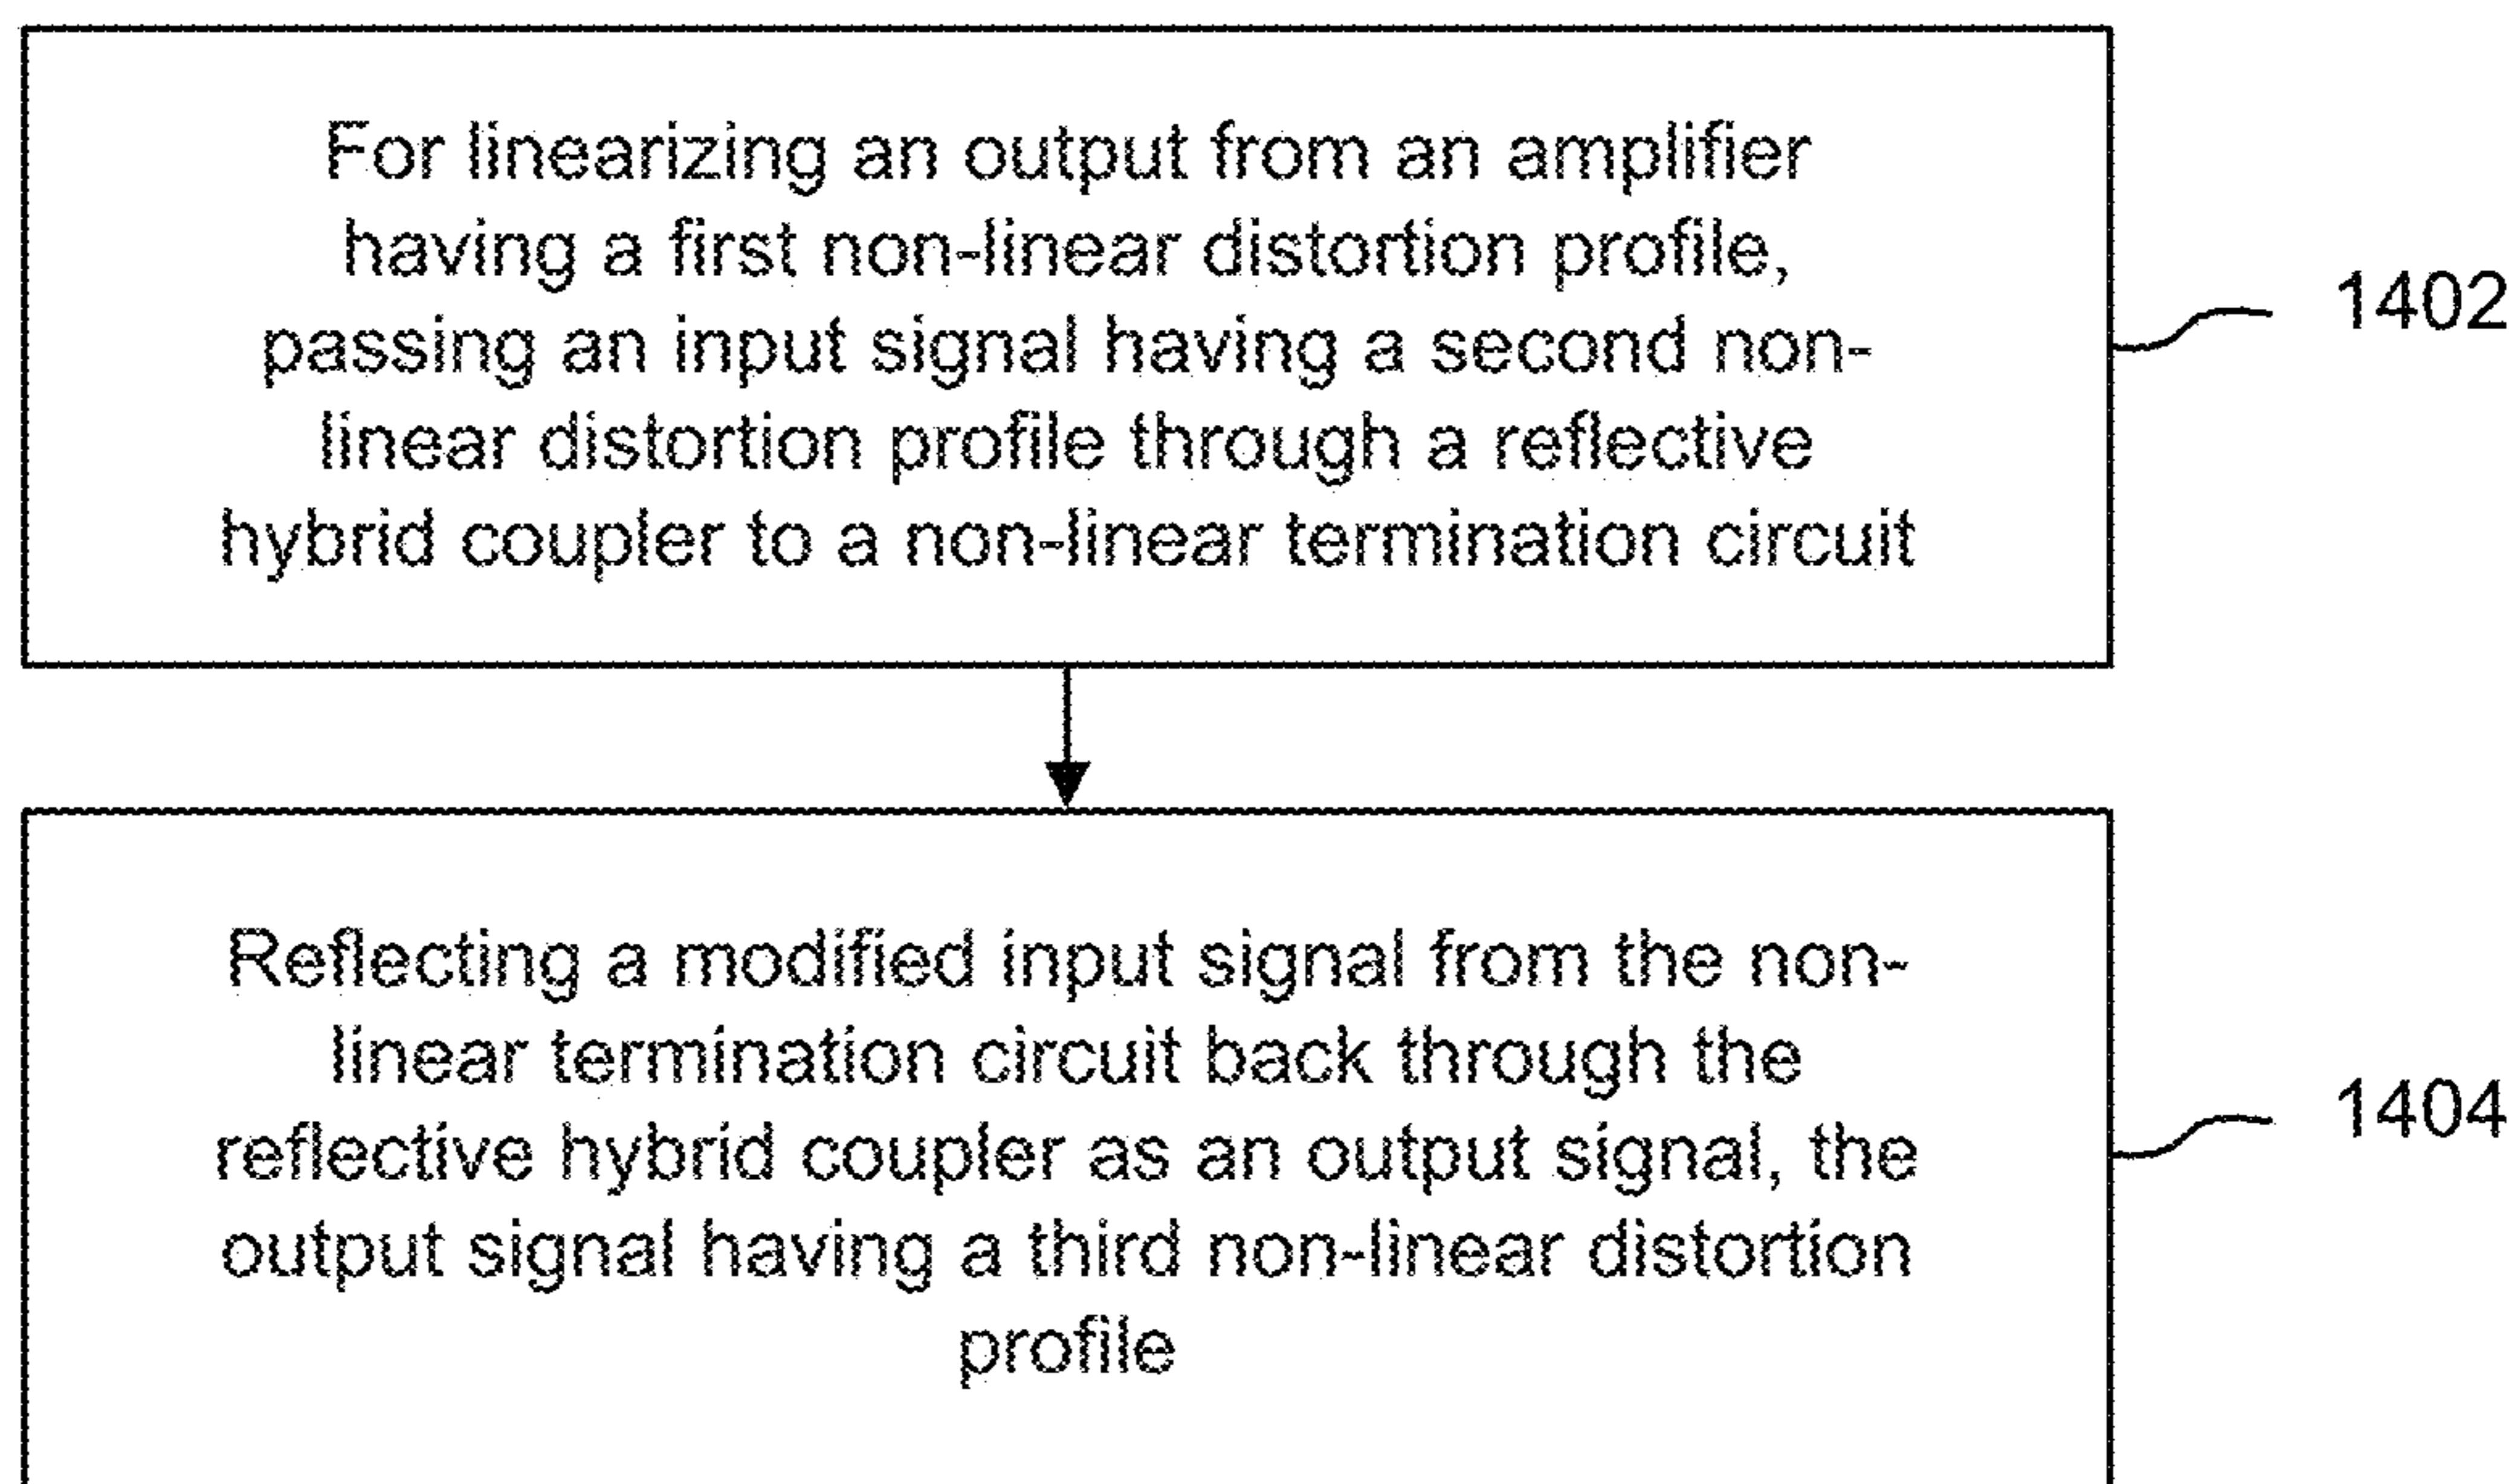 For linearizing an output from an amplifier
having a first non-linear distortion profile,
passing an input signal having a second non-
linear distortion profile through a reflective
hybrid coupler to a non-linear termination circuit
1402
Reflecting a modified input signal from the non-
linear termination circuit back through the
reflective hybrid coupler as an output signal, the
output signal having a third non-linear distortion
profile
1404